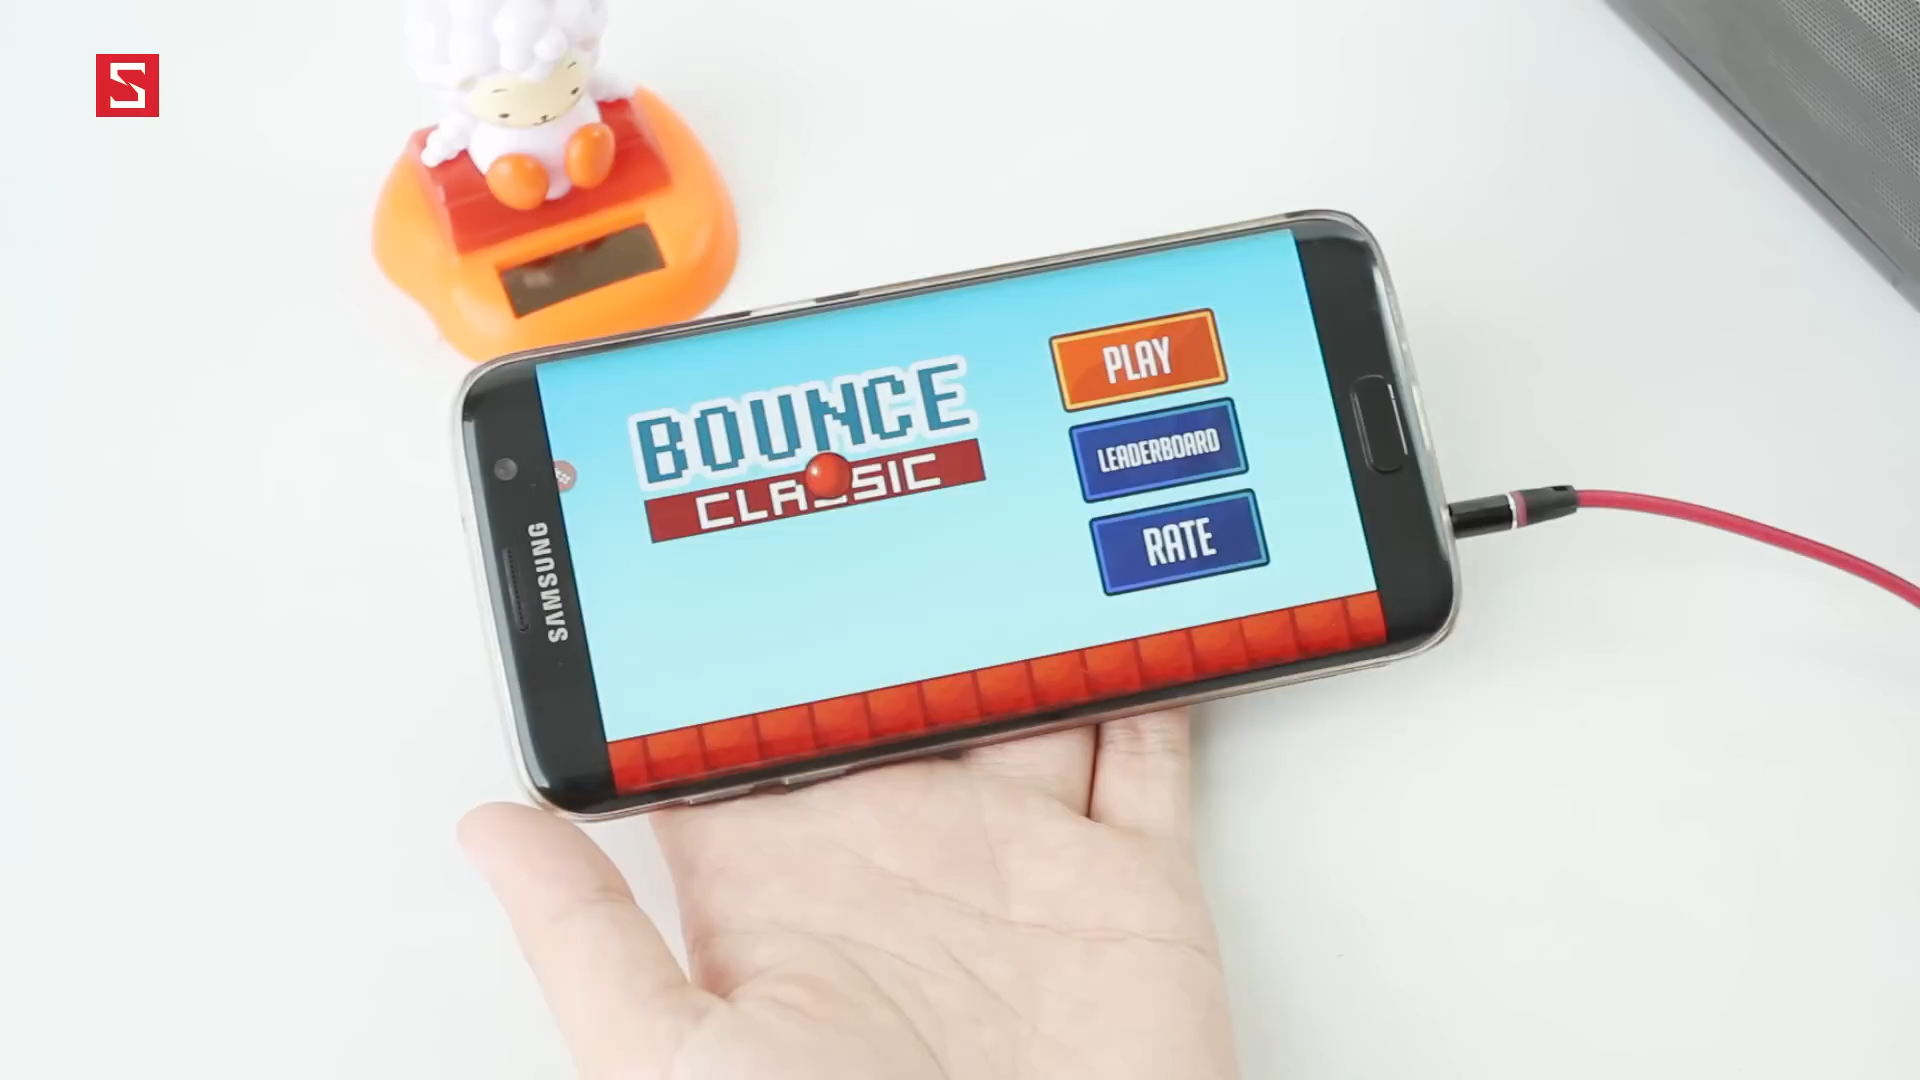 S
BOUNCE
CLASSIC
PLAY
LEADERBOARD
RATE
SAMSUNG